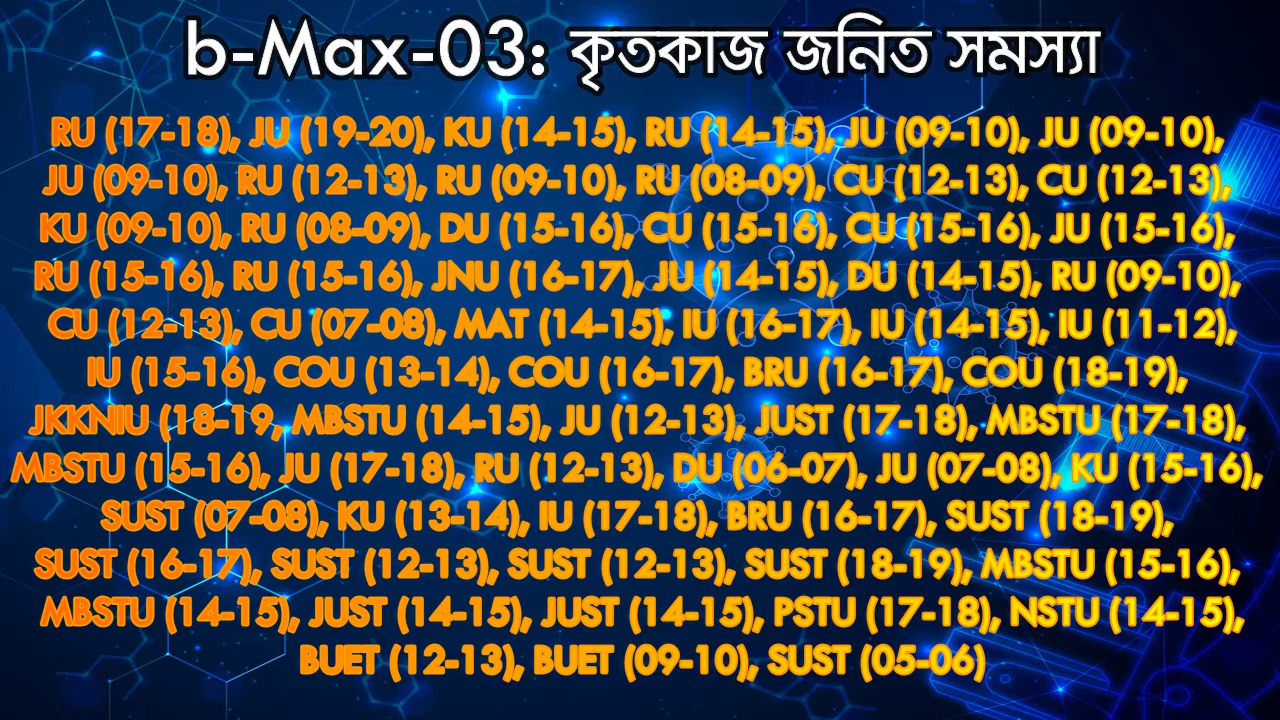 b-Max-03: কৃতকাজ জনিত সমস্যা
RU (17-18), JU (19-20), KU (14-15), RU (14-15), JU (09-10), JU (09-10),
JU (09-10), RU (12-13), RU (09-10), RU (08-09), CU (12-13), CU (12-13),
KU (09-10), RU (08-09), DU (15-16), CU (15-16), CU (15-16), JU (15-16),
RU (15-16), RU (15-16), JNU (16-17), JU (14-15), DU (14-15), RU (09-10),
CU (12-13), CU (07-08), MAT (14-15), IU (16-17), IU (14-15), IU (11-12),
IU (15-16), COU (13-14), COU (16-17), BRU (16-17), COU (18-19),
JKKNIU (18-19, MBSTU (14-15), JU (12-13), JUST (17-18), MBSTU (17-18),
MBSTU (15-16), JU (17-18), RU (12-13), DU (06-07), JU (07-08), KU (15-16),
SUST (07-08), KU (13-14), IU (17-18), BRU (16-17), SUST (18-19),
SUST (16-17), SUST (12-13), SUST (12-13), SUST (18-19), MBSTU (15-16),
MBSTU (14-15), JUST (14-15), JUST (14-15), PSTU (17-18), NSTU (14-15),
BUET (12-13), BUET (09-10), SUST (05-06)